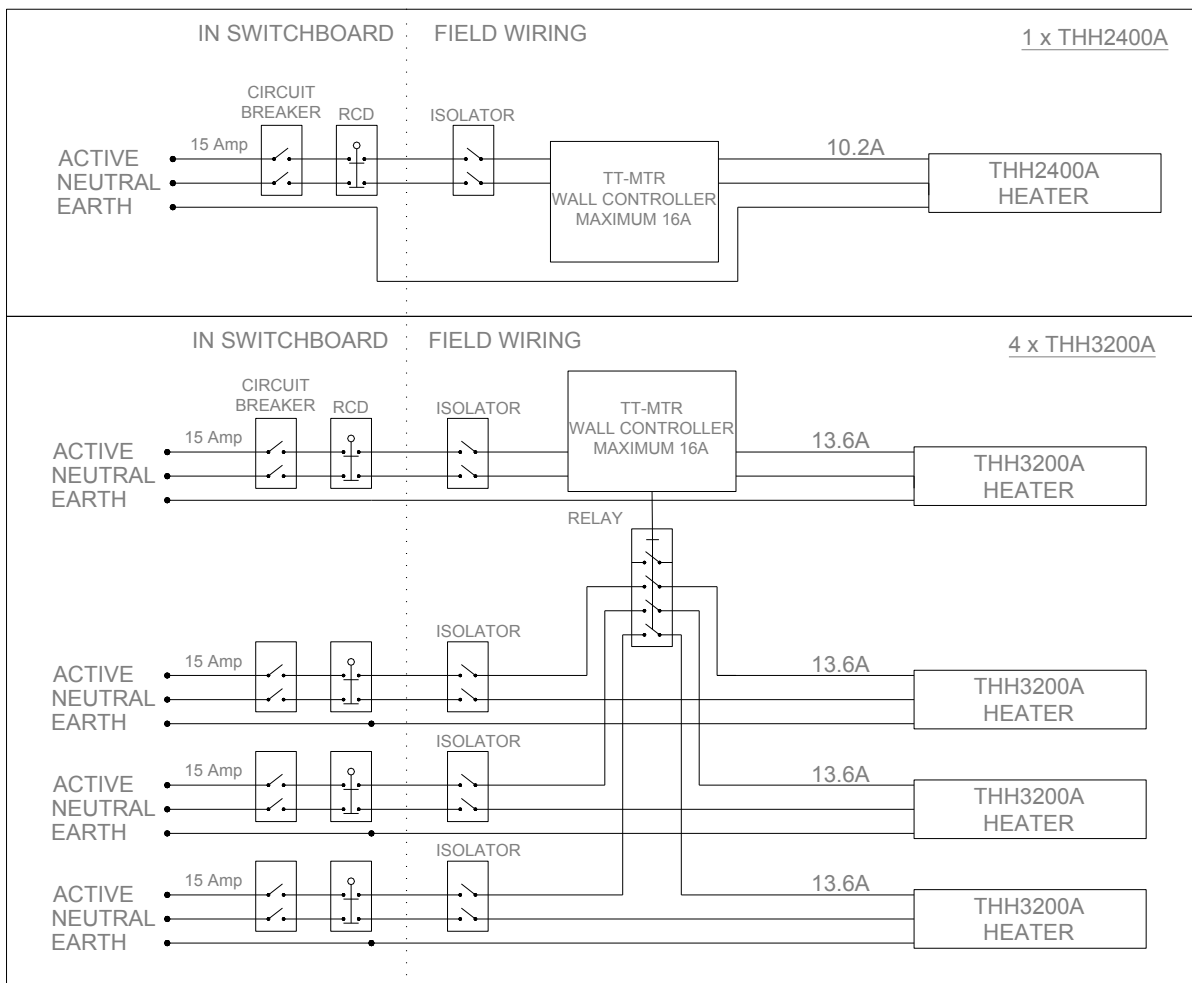 IN SWITCHBOARD
FIELD WIRING
1 x THH2400A
CIRCUIT
BREAKER
RCD
ISOLATOR
15 Amp
10.2A
ACTIVE
NEUTRAL
EARTH
TT-MTR
WALL CONTROLLER
MAXIMUM 16A
THH2400A
HEATER
IN SWITCHBOARD
FIELD WIRING
4 x THH3200A
CIRCUIT
BREAKER
RCD
ISOLATOR
TT-MTR
WALL CONTROLLER
MAXIMUM 16A
15 Amp
13.6A
ACTIVE
NEUTRAL
EARTH
THH3200A
HEATER
RELAY
ISOLATOR
15 Amp
13.6A
ACTIVE
NEUTRAL
EARTH
THH3200A
HEATER
ISOLATOR
15 Amp
13.6A
ACTIVE
NEUTRAL
EARTH
THH3200A
HEATER
ISOLATOR
15 Amp
13.6A
ACTIVE
NEUTRAL
EARTH
THH3200A
HEATER